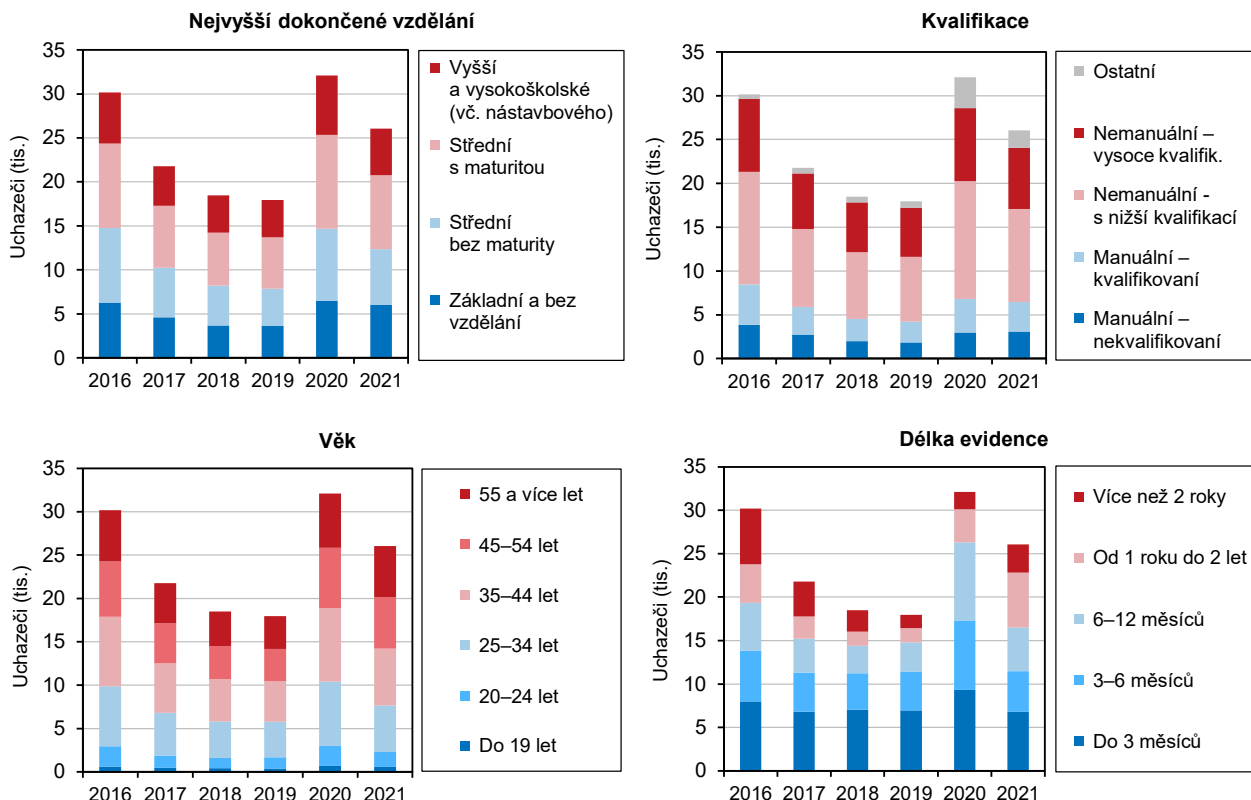 Nejvyšší dokončené vzdělání
Uchazeči (tis.)
35
30
25
20
15
10
5
0
2016 2017 2018 2019 2020 2021
Vyšší
a vysokoškolské
(vč. nástavbového)
Střední
s maturitou
Střední
bez maturity
Základní a bez
vzdělání
Kvalifikace
Uchazeči (tis.)
35
30
25
20
15
10
5
0
2016 2017 2018 2019 2020 2021
Ostatní
Nemanuální –
vysoce kvalifik.
Nemanuální -
s nižší kvalifikací
Manuální –
kvalifikovaní
Manuální –
nekvalifikovaní
Věk
Uchazeči (tis.)
35
30
25
20
15
10
5
0
2016 2017 2018 2019 2020 2021
55 a více let
45–54 let
35–44 let
25–34 let
20–24 let
Do 19 let
Délka evidence
Uchazeči (tis.)
35
30
25
20
15
10
5
0
2016 2017 2018 2019 2020 2021
Více než 2 roky
Od 1 roku do 2 let
6–12 měsíců
3–6 měsíců
Do 3 měsíců